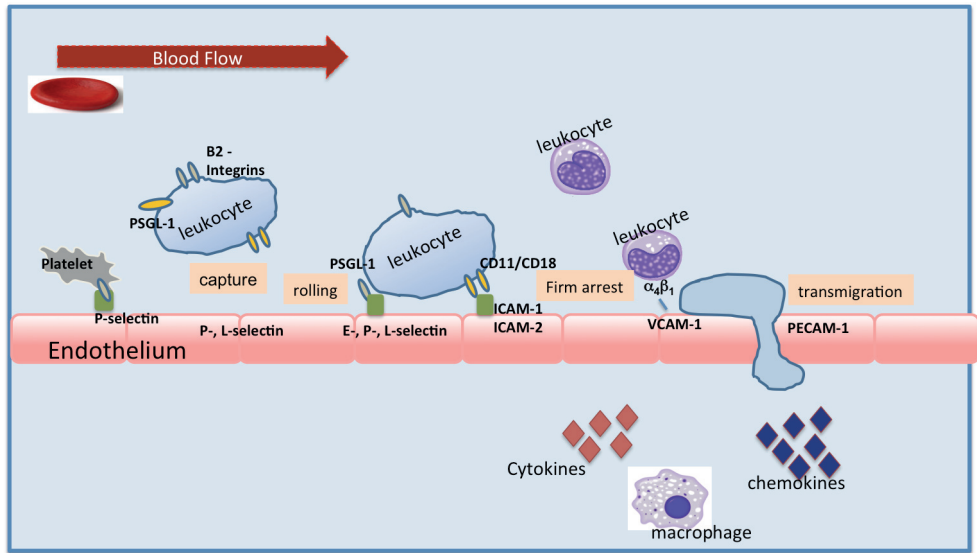 Blood Flow
leukocyte
B2 -
Integrins
PSGL-1
leukocyte
leukocyte
leukocyte
Platelet
PSGL-1
CD11/CD18
capture
rolling
Firm arrest
α₄β₁
transmigration
P-selectin
ICAM-1
P-, L-selectin
E-, P-, L-selectin
ICAM-2
VCAM-1
PECAM-1
Endothelium
Cytokines
chemokines
macrophage